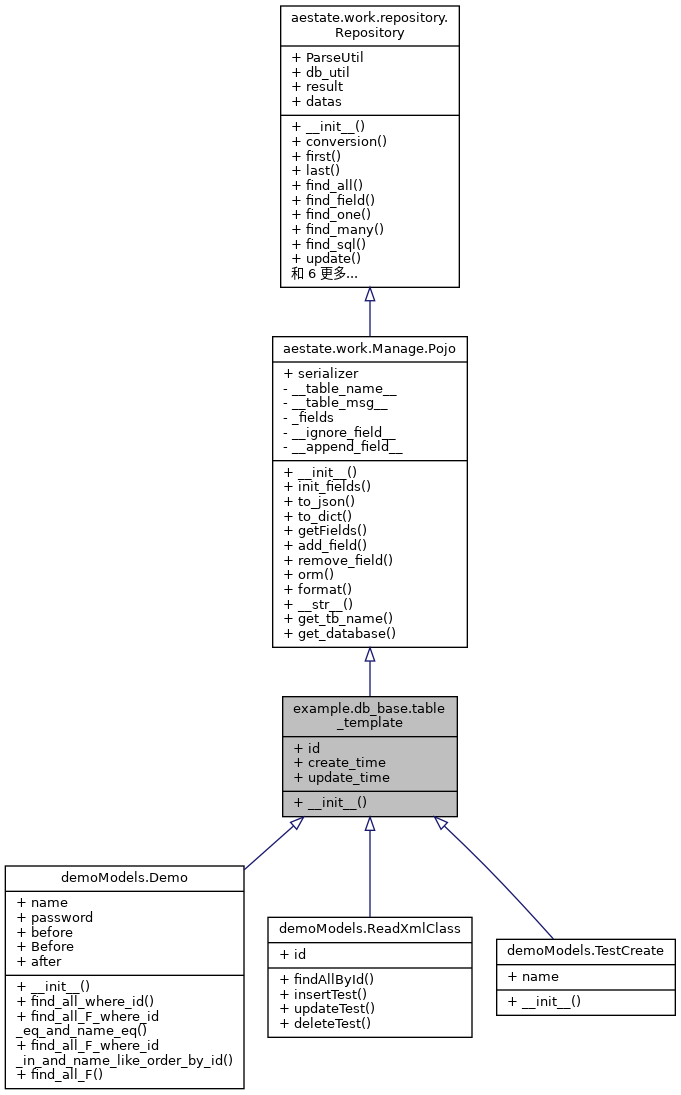 aestate.work.repository.
Repository
+ ParseUtil
+ db_util
+ result
+ datas
+ __init__()
+ conversion()
+ first()
+ last()
+ find_all()
+ find_field()
+ find_one()
+ find_many()
+ find_sql()
+ update()
和 6 更多...
aestate.work.Manage.Pojo
+ serializer
- __table_name__
- __table_msg__
- _fields
- __ignore_field__
- __append_field__
+ __init__()
+ init_fields()
+ to_json()
+ to_dict()
+ getFields()
+ add_field()
+ remove_field()
+ orm()
+ format()
+ __str__()
+ get_tb_name()
+ get_database()
example.db_base.table
_template
+ id
+ create_time
+ update_time
+ __init__()
demoModels.Demo
+ name
+ password
+ before
+ Before
+ after
+ __init__()
+ find_all_where_id()
+ find_all_F_where_id
_eq_and_name_eq()
+ find_all_F_where_id
_in_and_name_like_order_by_id()
+ find_all_F()
demoModels.ReadXmlClass
+ id
+ findAllById()
+ insertTest()
+ updateTest()
+ deleteTest()
demoModels.TestCreate
+ name
+ __init__()